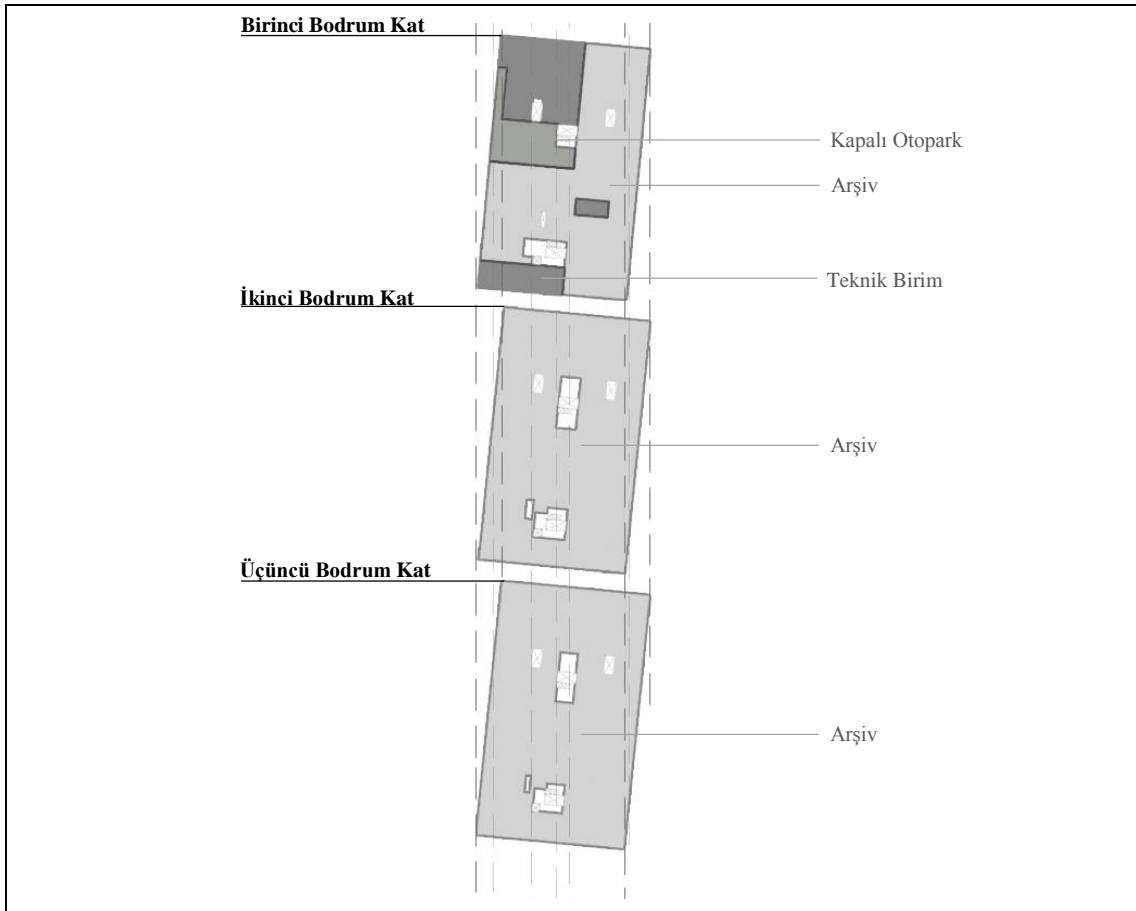 Birinci Bodrum Kat
Kapalı Otopark
Arşiv
Teknik Birim
İkinci Bodrum Kat
Arşiv
Üçüncü Bodrum Kat
Arşiv